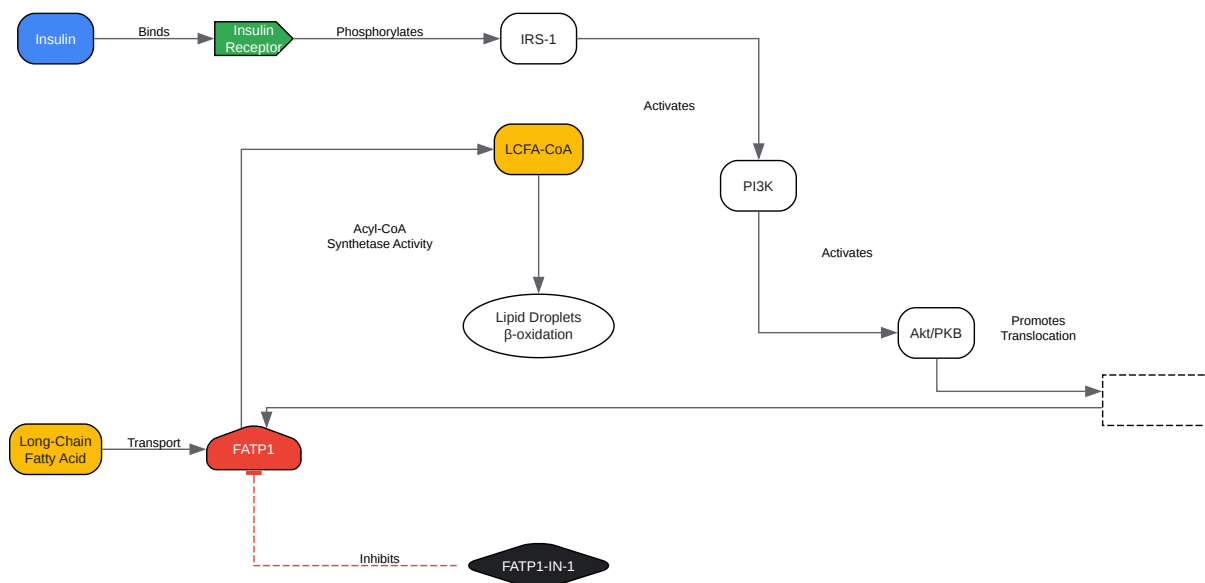 Insulin
Binds
Insulin
Receptor
Phosphorylates
IRS-1
Activates
LCFA-CoA
PI3K
Acyl-CoA
Synthetase Activity
Activates
Lipid Droplets
β-oxidation
Akt/PKB
Promotes
Translocation
Long-Chain
Fatty Acid
Transport
FATP1
Inhibits
FATP1-IN-1